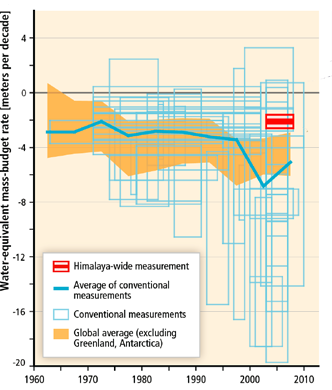 Water-equivalent mass-budget rate [meters per decade]
4
0
-4
-8
-12
-16
-20
Himalaya-wide measurement
Average of conventional
measurements
Conventional measurements
Global average (excluding
Greenland, Antarctica)
1960
1970
1980
1990
2000
2010